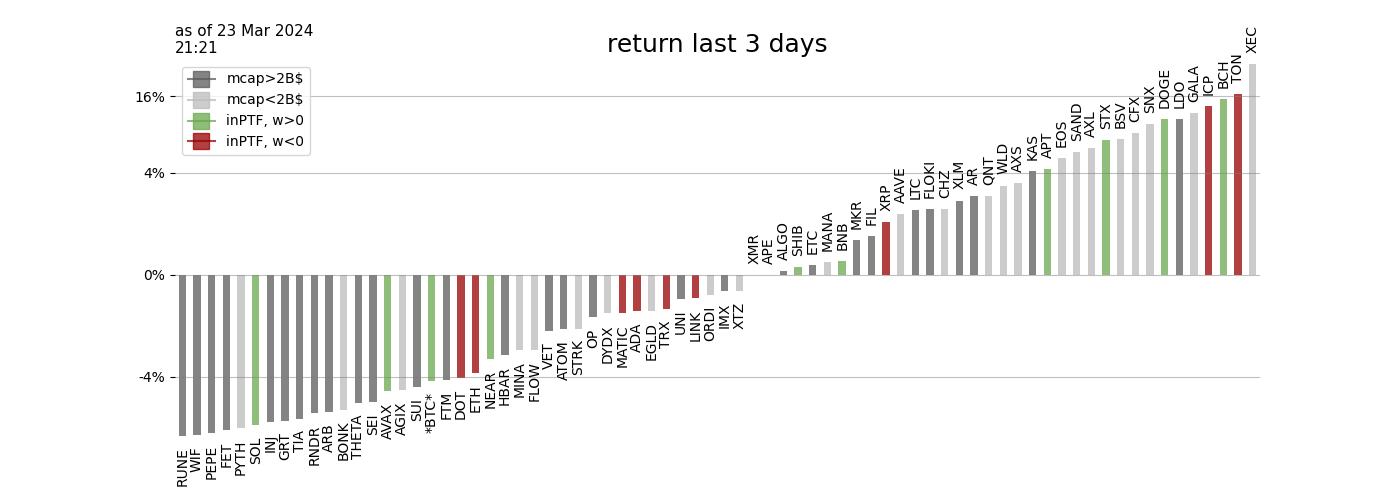 as of 23 Mar 2024
21:21
return last 3 days
mcap>2B$
mcap<2B$
inPTF, w>0
inPTF, w<0
16%
4%
0%
-4%
RUNE
WIF
PEPE
FET
PYTH
SOL
INJ
GRT
TIA
RNDR
ARB
BONK
THETA
SEI
AVAX
AGIX
SUI
*BTC*
FTM
DOT
ETH
NEAR
HBAR
MINA
FLOW
VET
ATOM
STRK
OP
DYDX
MATIC
ADA
EGLD
TRX
UNI
LINK
ORDI
IMX
XTZ
XMR
APE
ALGO
SHIB
ETC
MANA
BNB
MKR
FIL
XRP
AAVE
LTC
FLOKI
CHZ
XLM
AR
QNT
WLD
AXS
KAS
APT
EOS
SAND
AXL
STX
BSV
CFX
SNX
DOGE
LDO
GALA
ICP
BCH
TON
XEC